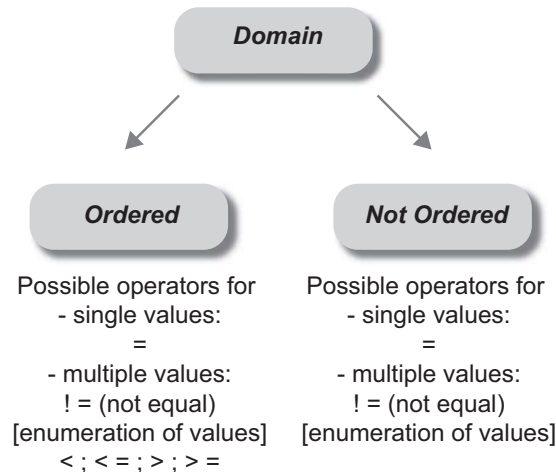 Domain
Ordered
Possible operators for
- single values:
=
- multiple values:
! = (not equal)
[enumeration of values]
< ; < = ; > ; > =
Not Ordered
Possible operators for
- single values:
=
- multiple values:
! = (not equal)
[enumeration of values]